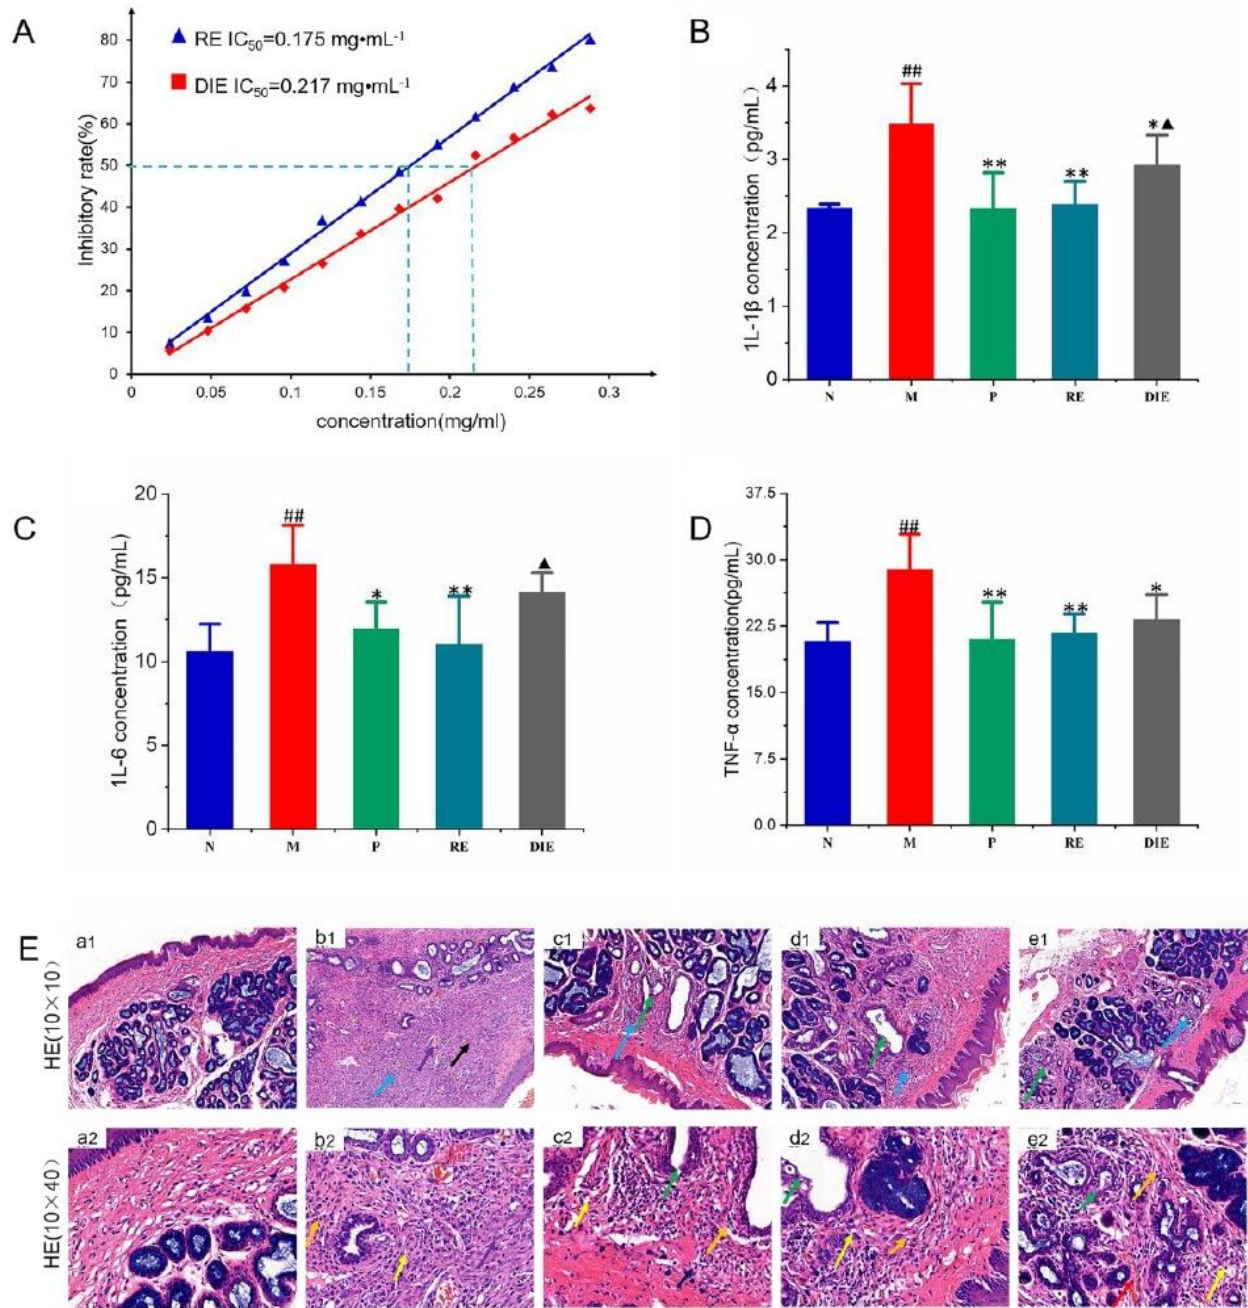 A
RE IC₅₀=0.175 mg•mL⁻¹
DIE IC₅₀=0.217 mg•mL⁻¹
Inhibitory rate(%)
80
70
60
50
40
30
20
10
0
0 0.05 0.1 0.15 0.2 0.25 0.3
concentration(mg/ml)
B
1L-1β concentration（pg/mL）
4
3
2
1
0
##
**
**
*▲
N M P RE DIE
C
1L-6 concentration（pg/mL）
20
15
10
5
0
##
*
**
▲
N M P RE DIE
D
TNF-α concentration(pg/mL)
37.5
30.0
22.5
15.0
7.5
0.0
##
**
**
*
N M P RE DIE
E
HE(10×10)
a1 b1 c1 d1 e1
HE(10×40)
a2 b2 c2 d2 e2